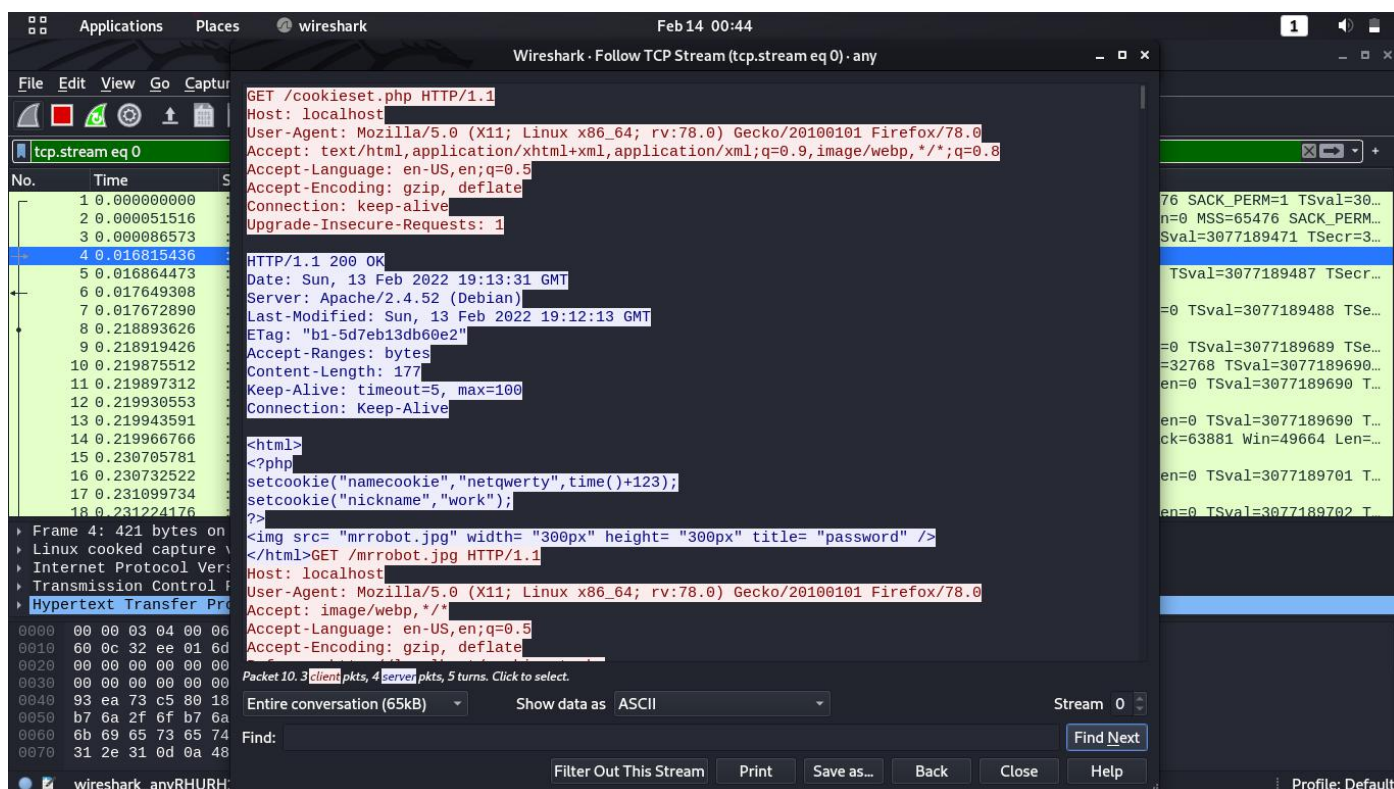 Applications Places wireshark Feb 14 00:44 1
Wireshark · Follow TCP Stream (tcp.stream eq 0) · any
File Edit View Go Captur
tcp.stream eq 0
No. Time S
1 0.000000000
2 0.000051516
3 0.000086573
4 0.016815436
5 0.016864473
6 0.017649308
7 0.017672890
8 0.218893626
9 0.218919426
10 0.219875512
11 0.219897312
12 0.219930553
13 0.219943591
14 0.219966766
15 0.230705781
16 0.230732522
17 0.231099734
18 0.231224176
76 SACK_PERM=1 TSval=30…
n=0 MSS=65476 SACK_PERM…
Sval=3077189471 TSecr=3…
TSval=3077189487 TSecr…
=0 TSval=3077189488 TSe…
=0 TSval=3077189689 TSe…
=32768 TSval=3077189690…
en=0 TSval=3077189690 T…
en=0 TSval=3077189690 T…
ck=63881 Win=49664 Len=…
en=0 TSval=3077189701 T…
en=0 TSval=3077189702 T…
Frame 4: 421 bytes on
Linux cooked capture v
Internet Protocol Vers
Transmission Control P
Hypertext Transfer Pro
0000 00 00 03 04 00 06
0010 60 0c 32 ee 01 6d
0020 00 00 00 00 00 00
0030 00 00 00 00 00 00
0040 93 ea 73 c5 80 18
0050 b7 6a 2f 6f b7 6a
0060 6b 69 65 73 65 74
0070 31 2e 31 0d 0a 48
GET /cookieset.php HTTP/1.1
Host: localhost
User-Agent: Mozilla/5.0 (X11; Linux x86_64; rv:78.0) Gecko/20100101 Firefox/78.0
Accept: text/html,application/xhtml+xml,application/xml;q=0.9,image/webp,*/*;q=0.8
Accept-Language: en-US,en;q=0.5
Accept-Encoding: gzip, deflate
Connection: keep-alive
Upgrade-Insecure-Requests: 1
HTTP/1.1 200 OK
Date: Sun, 13 Feb 2022 19:13:31 GMT
Server: Apache/2.4.52 (Debian)
Last-Modified: Sun, 13 Feb 2022 19:12:13 GMT
ETag: "b1-5d7eb13db60e2"
Accept-Ranges: bytes
Content-Length: 177
Keep-Alive: timeout=5, max=100
Connection: Keep-Alive
<html>
<?php
setcookie("namecookie","netqwerty",time()+123);
setcookie("nickname","work");
?>
<img src= "mrrobot.jpg" width= "300px" height= "300px" title= "password" />
</html>GET /mrrobot.jpg HTTP/1.1
Host: localhost
User-Agent: Mozilla/5.0 (X11; Linux x86_64; rv:78.0) Gecko/20100101 Firefox/78.0
Accept: image/webp,*/*
Accept-Language: en-US,en;q=0.5
Accept-Encoding: gzip, deflate
Packet 10. 3 client pkts, 4 server pkts, 5 turns. Click to select.
Entire conversation (65kB) Show data as ASCII Stream 0
Find: Find Next
Filter Out This Stream Print Save as... Back Close Help
wireshark_anyRHURH Profile: Default